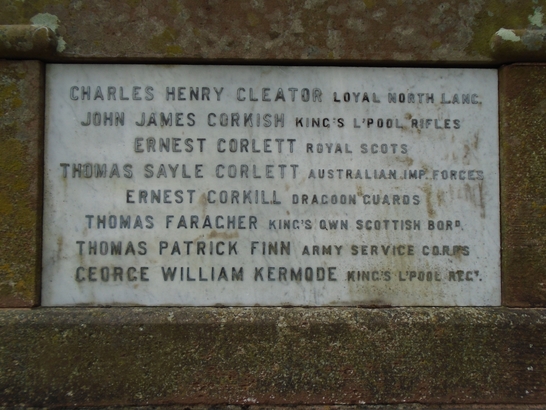 CHARLES HENRY CLEATOR LOYAL NORTH LANC.
JOHN JAMES CORNISH KING'S L'POOL RIFLES
ERNEST CORLETT ROYAL SCOTS
THOMAS SAYLE CORLETT AUSTRALIAN IMP. FORCES
ERNEST CORKILL DRAGOON GUARDS
THOMAS FARACHER KING'S OWN SCOTTISH BORD.
THOMAS PATRICK FINN ARMY SERVICE CORPS
GEORGE WILLIAM KERMODE KING'S L'POOL REGT.